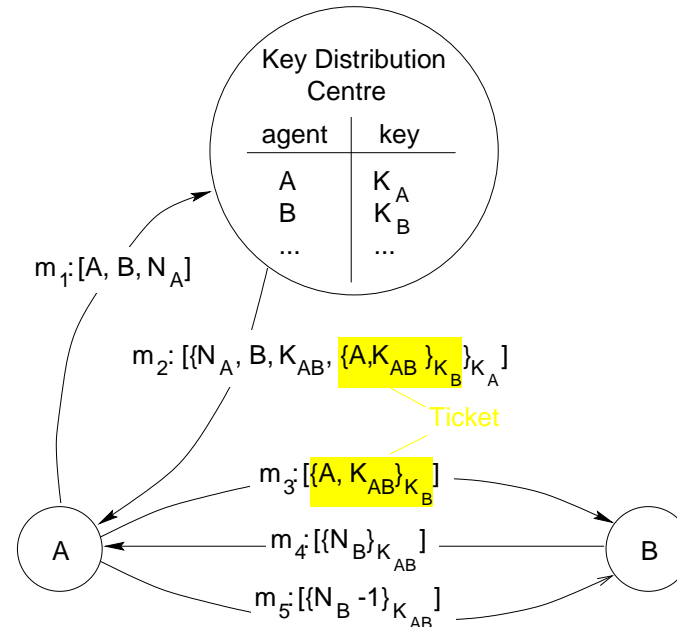 Key Distribution
Centre
agent key
A K_A
B K_B
... ...
m_1: [A, B, N_A]
m_2: [{N_A, B, K_AB, {A,K_AB }_K_B}_K_A]
Ticket
m_3: [{A, K_AB}_K_B]
A
m_4: [{N_B}_K_AB]
B
m_5: [{N_B -1}_K_AB]